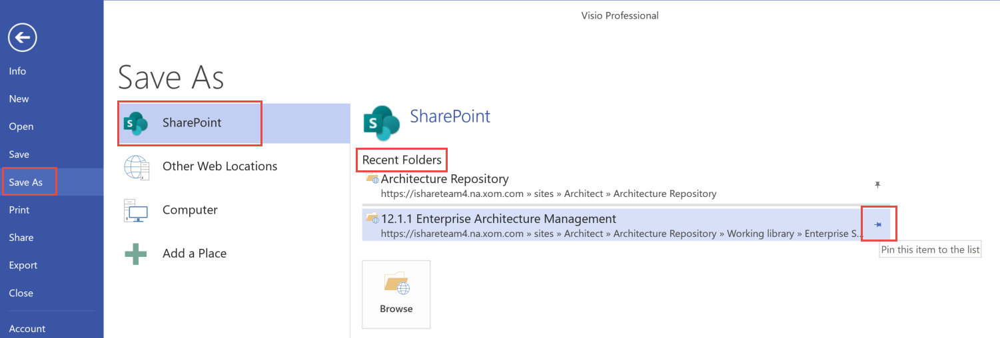 Visio Professional
Info
New
Open
Save
Save As
Print
Share
Export
Close
Account
Save As
S SharePoint
Other Web Locations
Computer
Add a Place
S SharePoint
Recent Folders
Architecture Repository
https://ishareteam4.na.xom.com » sites » Architect » Architecture Repository
12.1.1 Enterprise Architecture Management
https://ishareteam4.na.xom.com » sites » Architect » Architecture Repository » Working library » Enterprise S...
Pin this item to the list
Browse